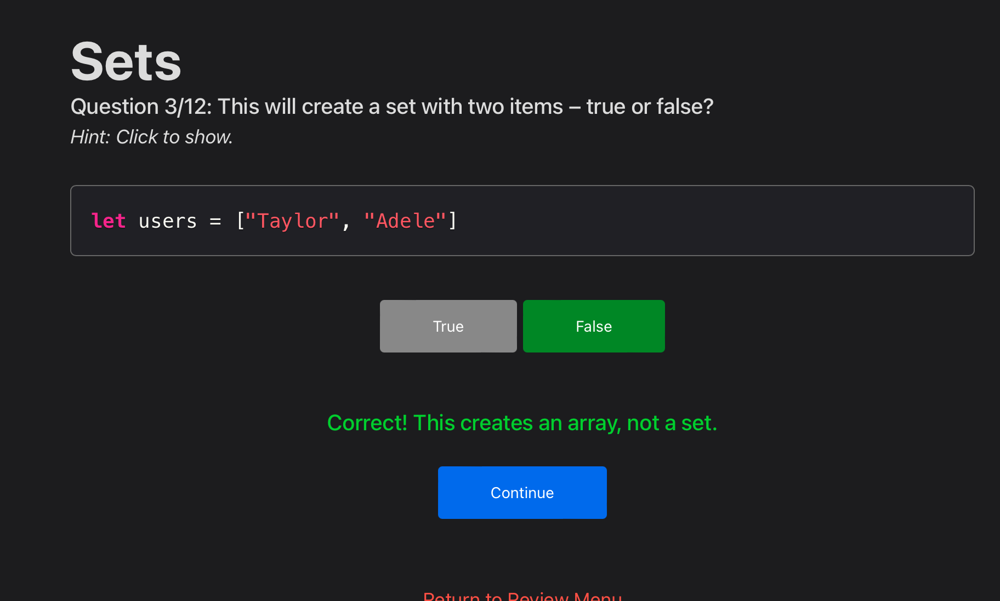 Sets
Question 3/12: This will create a set with two items – true or false?
Hint: Click to show.
let users = ["Taylor", "Adele"]
True
False
Correct! This creates an array, not a set.
Continue
Return to Review Menu